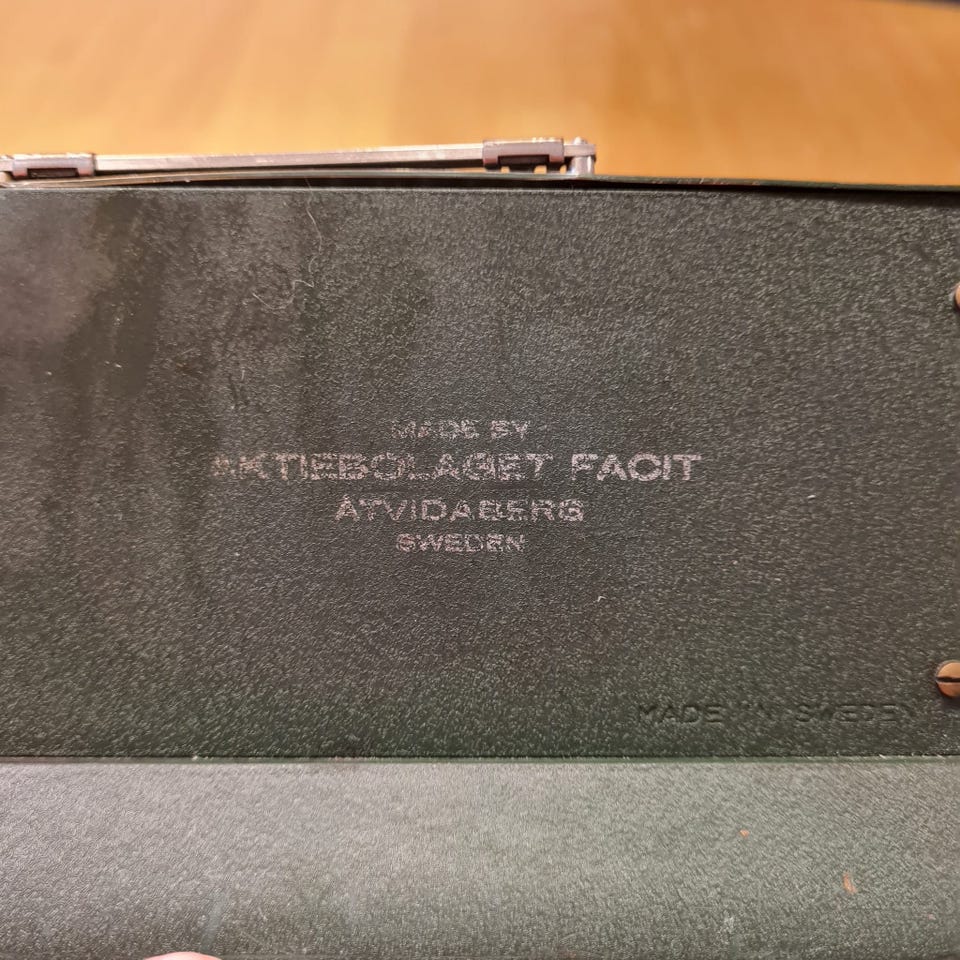 MADE BY
AKTIEBOLAGET FACIT
ÅTVIDABERG
SWEDEN
MADE IN SWEDEN